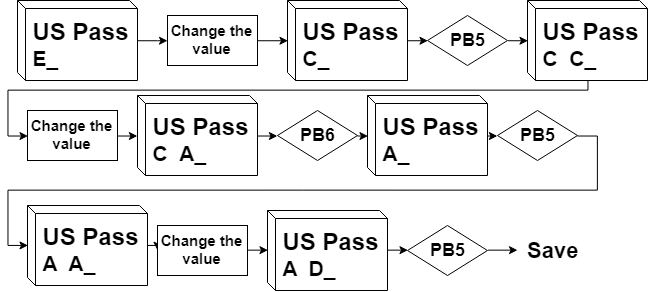 US Pass
E_
Change the
value
US Pass
C_
PB5
US Pass
C  C_
Change the
value
US Pass
C  A_
PB6
US Pass
A_
PB5
US Pass
A  A_
Change the
value
US Pass
A  D_
PB5
Save